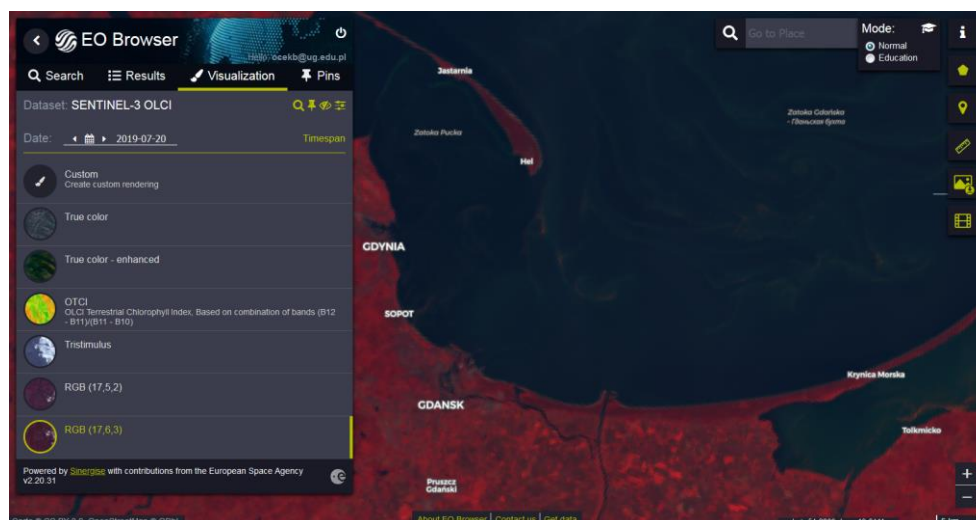 EO Browser
Hello, ocekb@ug.edu.pl
Search Results Visualization Pins
Dataset: SENTINEL-3 OLCI
Date: 2019-07-20 Timespan
Custom
Create custom rendering
True color
True color - enhanced
OTCI
OLCI Terrestrial Chlorophyll Index, Based on combination of bands (B12
- B11)/(B11 - B10)
Tristimulus
RGB (17,5,2)
RGB (17,6,3)
Powered by Sinergise with contributions from the European Space Agency
v2.20.31
Go to Place
Mode:
Normal
Education
Jastarnia
Zatoka Pucka
Zatoka Gdańska
Hel
GDYNIA
SOPOT
GDANSK
Krynica Morska
Tolkmicko
Pruszcz
Gdański
About EO Browser | Contact us | Get data
5 km